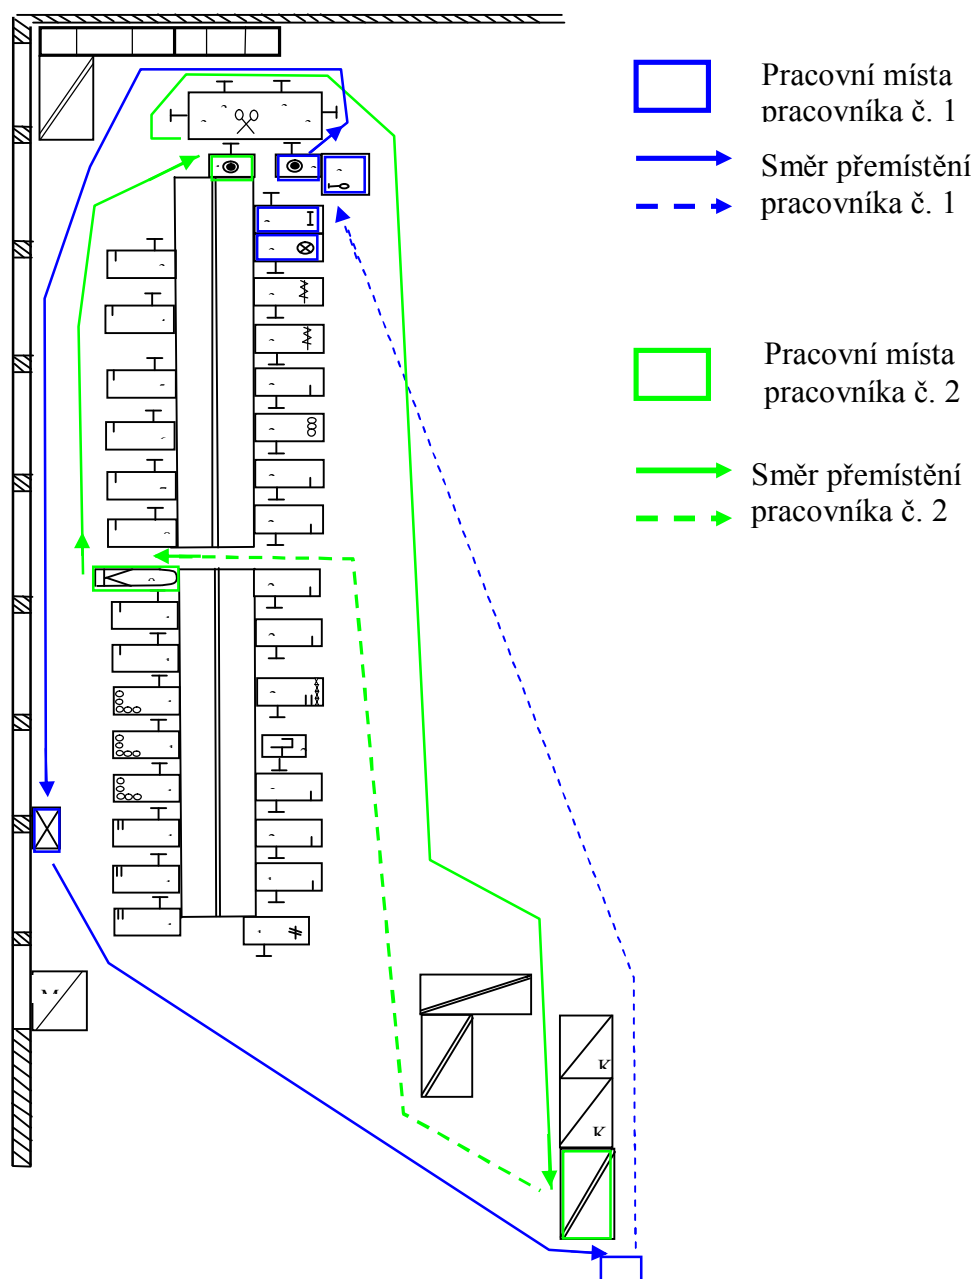 Pracovní místa
pracovníka č. 1
Směr přemístění
pracovníka č. 1
Pracovní místa
pracovníka č. 2
Směr přemístění
pracovníka č. 2
K
K